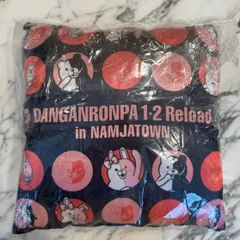 DANGANRONPA 1・2 Reload
in NAMJATOWN